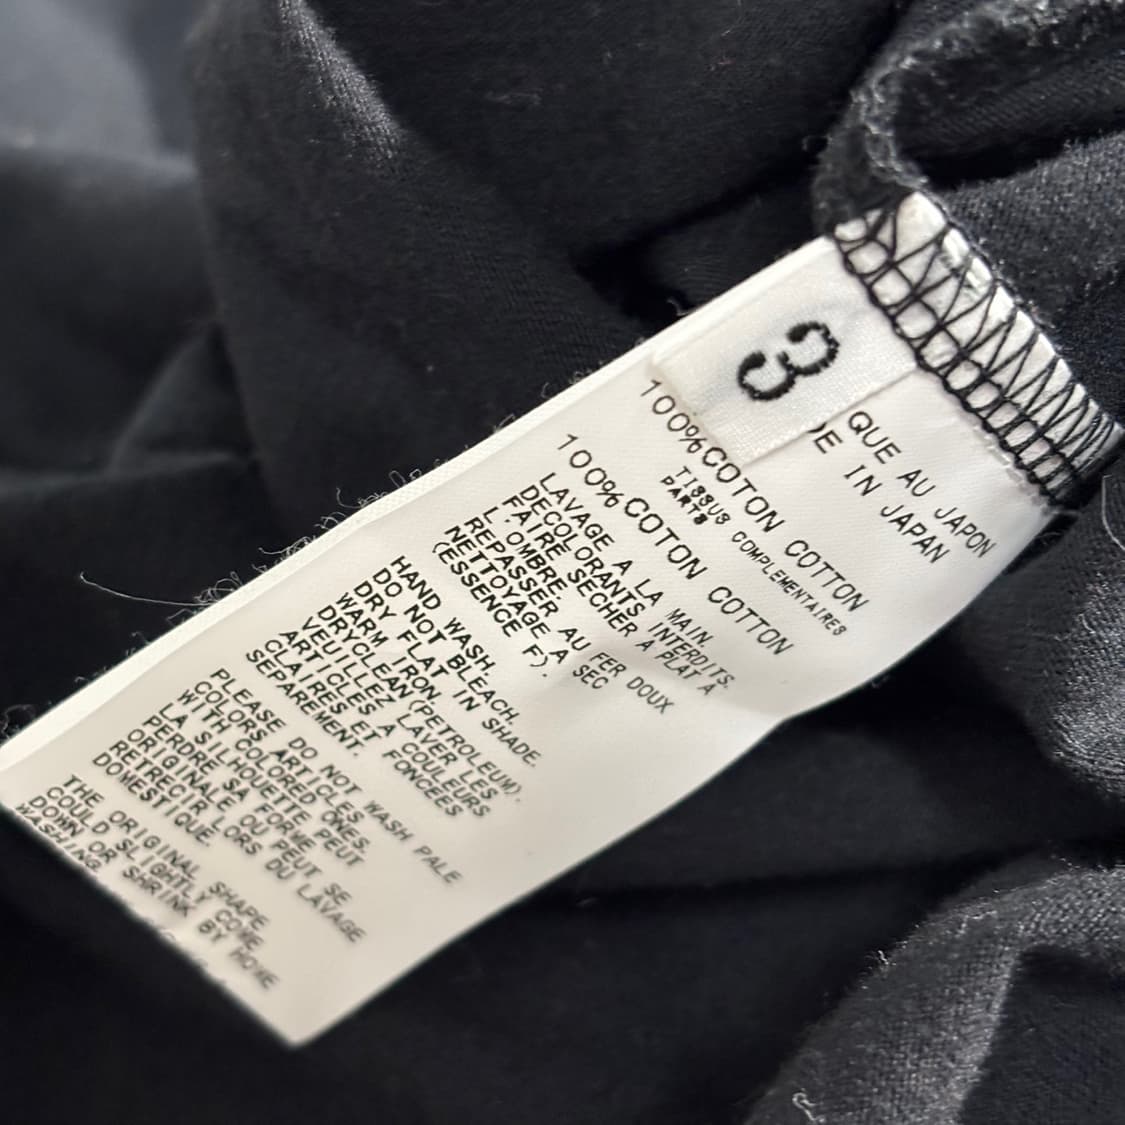 3
QUE AU JAPON
DE IN JAPAN
100%COTON COTTON
TISSUS COMPLEMENTAIRES
PARTS
100%COTON COTTON
LAVAGE A LA MAIN.
DECOLORANTS INTERDITS.
FAIRE SECHER A PLAT A
L'OMBRE.
REPASSER AU FER DOUX
NETTOYAGE A SEC
(ESSENCE F).
HAND WASH.
DO NOT BLEACH.
DRY FLAT IN SHADE.
WARM IRON.
DRYCLEAN(PETROLEUM).
VEUILLEZ LAVER LES
ARTICLES A COULEURS
CLAIRES ET FONCEES
SEPAREMENT.
PLEASE DO NOT WASH PALE
COLORS ARTICLES
WITH COLORED ONES.
LA SILHOUETTE PEUT
PERDRE SA FORME
ORIGINALE OU PEUT SE
RETRECIR LORS DU LAVAGE
DOMESTIQUE.
THE ORIGINAL SHAPE
COULD SLIGHTLY COME
DOWN OR SHRINK BY HOME
WASHING.